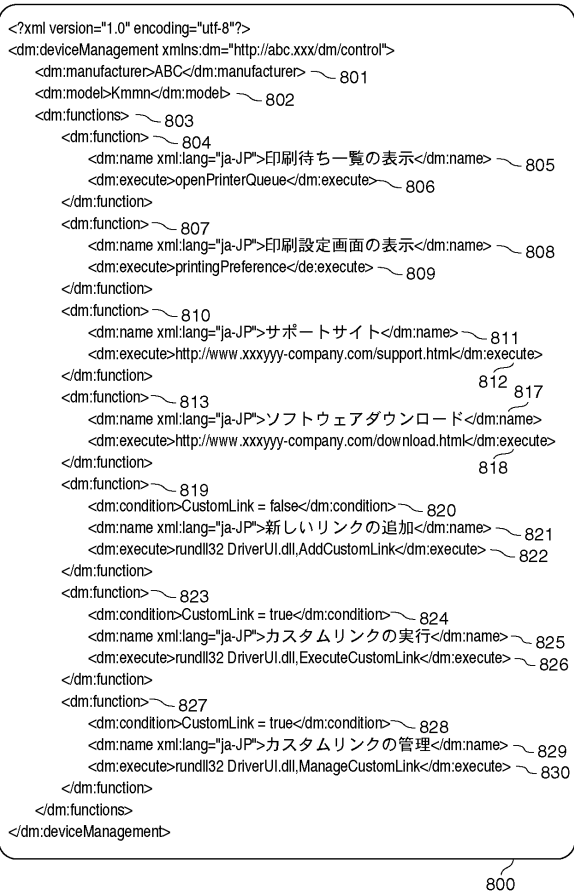 <?xml version="1.0" encoding="utf-8"?>
<dm:deviceManagement xmlns:dm="http://abc.xxx/dm/control">
<dm:manufacturer>ABC</dm:manufacturer> 801
<dm:model>Kmmn</dm:model> 802
<dm:functions> 803
<dm:function> 804
<dm:name xml:lang="ja-JP">印刷待ち一覧の表示</dm:name> 805
<dm:execute>openPrinterQueue</dm:execute> 806
</dm:function>
<dm:function> 807
<dm:name xml:lang="ja-JP">印刷設定画面の表示</dm:name> 808
<dm:execute>printingPreference</de:execute> 809
</dm:function>
<dm:function> 810
<dm:name xml:lang="ja-JP">サポートサイト</dm:name> 811
<dm:execute>http://www.xxxyyy-company.com/support.html</dm:execute>
</dm:function> 812
<dm:function> 813 817
<dm:name xml:lang="ja-JP">ソフトウェアダウンロード</dm:name>
<dm:execute>http://www.xxxyyy-company.com/download.html</dm:execute>
</dm:function> 818
<dm:function> 819
<dm:condition>CustomLink = false</dm:condition> 820
<dm:name xml:lang="ja-JP">新しいリンクの追加</dm:name> 821
<dm:execute>rundll32 DriverUI.dll,AddCustomLink</dm:execute> 822
</dm:function>
<dm:function> 823
<dm:condition>CustomLink = true</dm:condition> 824
<dm:name xml:lang="ja-JP">カスタムリンクの実行</dm:name> 825
<dm:execute>rundll32 DriverUI.dll,ExecuteCustomLink</dm:execute> 826
</dm:function>
<dm:function> 827
<dm:condition>CustomLink = true</dm:condition> 828
<dm:name xml:lang="ja-JP">カスタムリンクの管理</dm:name> 829
<dm:execute>rundll32 DriverUI.dll,ManageCustomLink</dm:execute> 830
</dm:function>
</dm:functions>
</dm:deviceManagement>
800